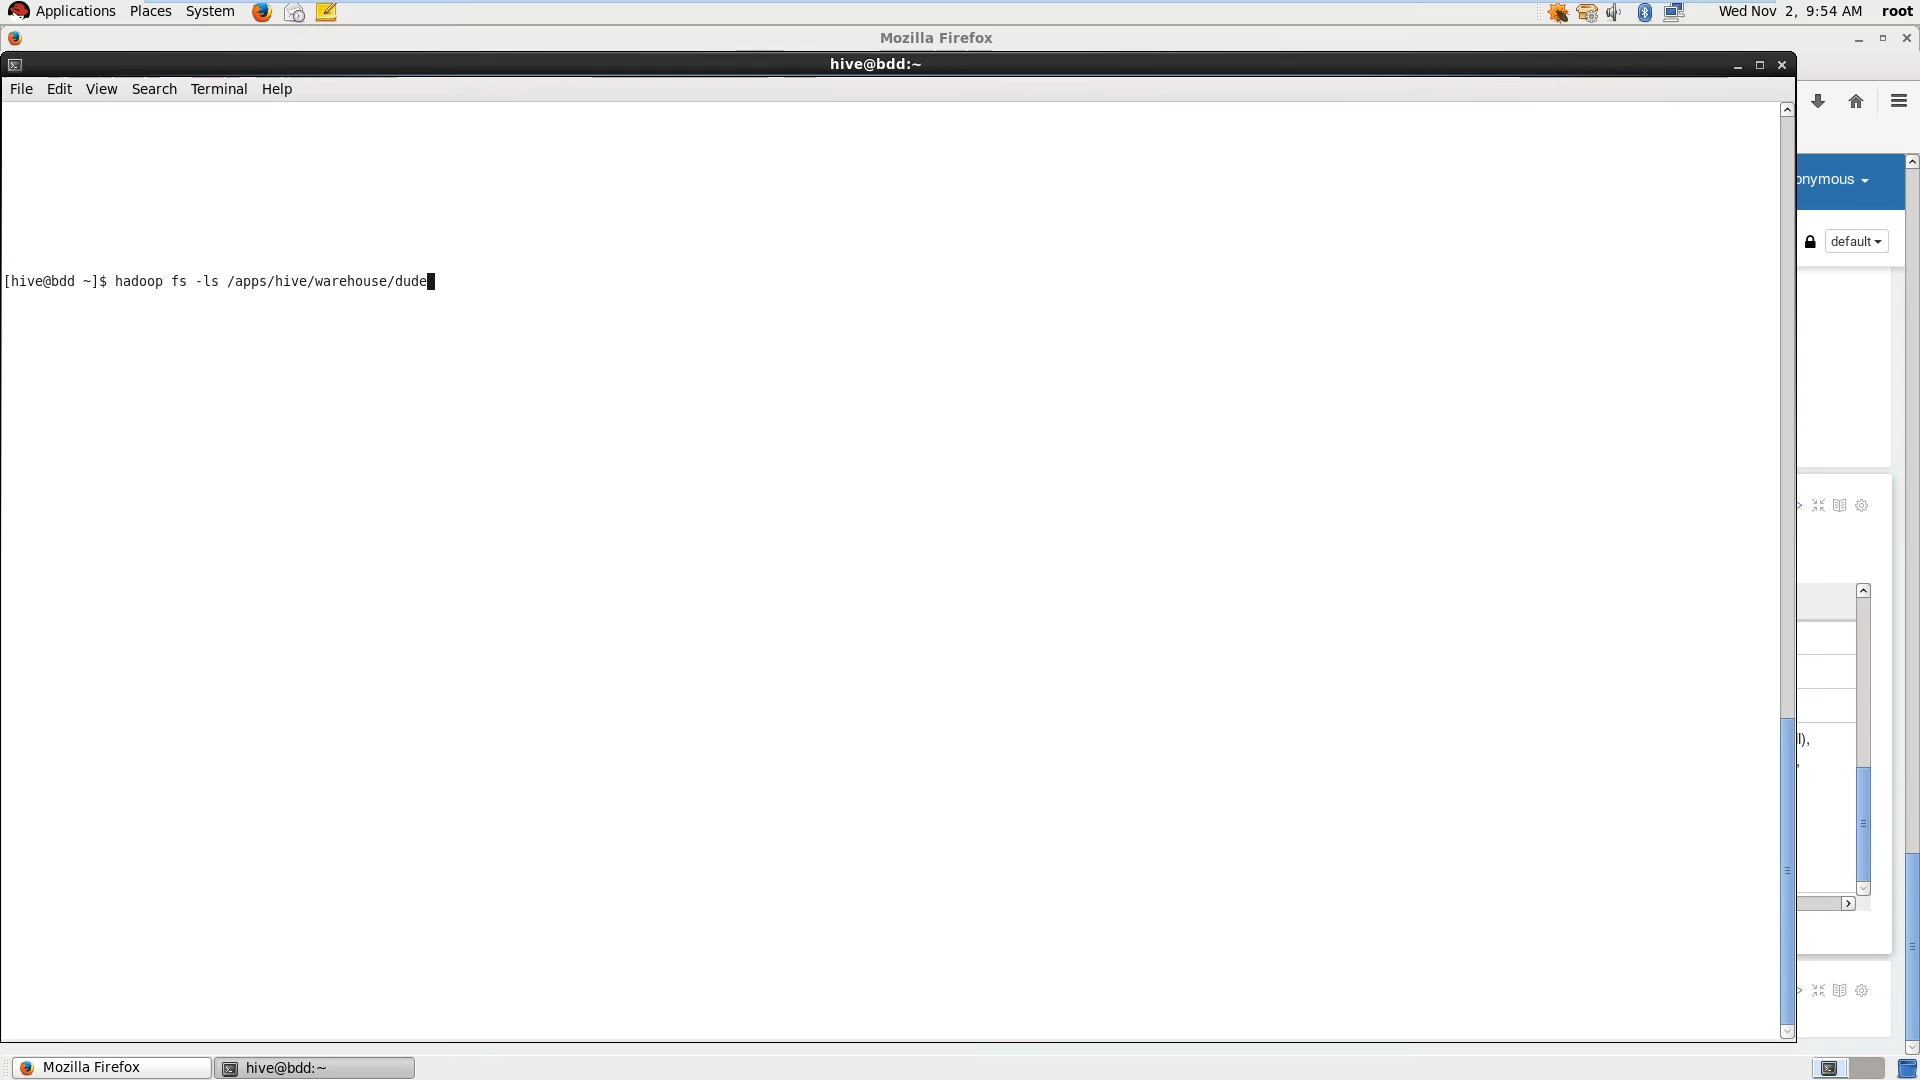 Applications Places System Wed Nov 2, 9:54 AM root
Mozilla Firefox
hive@bdd:~
File Edit View Search Terminal Help
onymous
default
[hive@bdd ~]$ hadoop fs -ls /apps/hive/warehouse/dude
l),
Mozilla Firefox hive@bdd:~